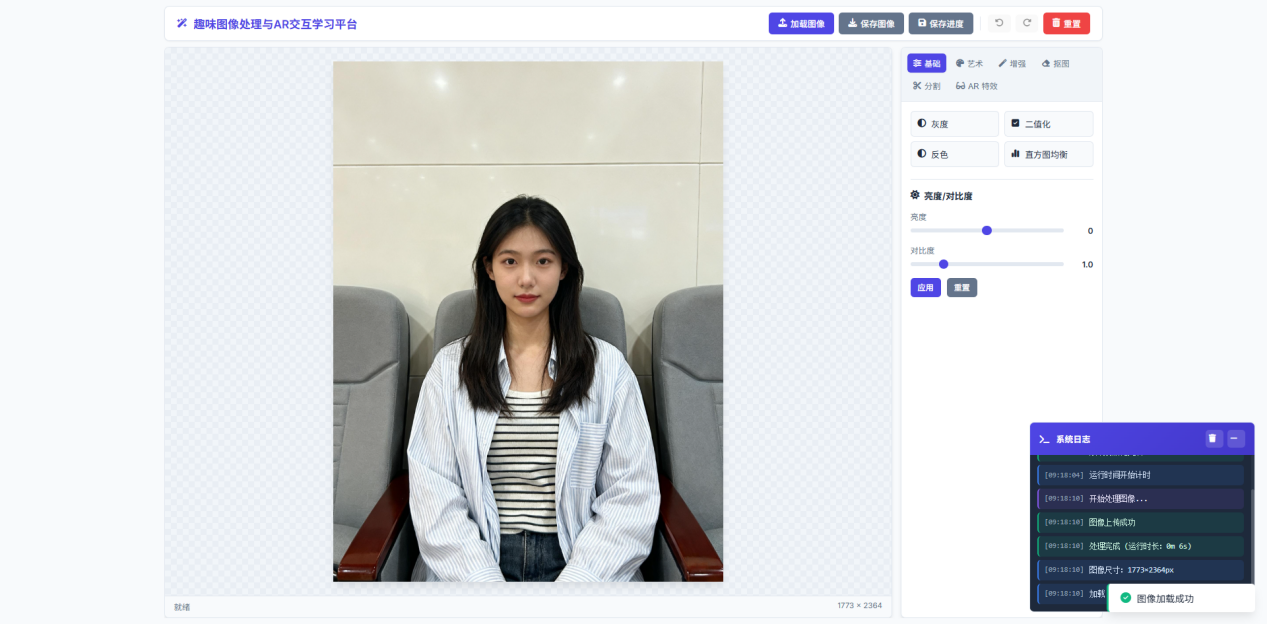 趣味图像处理与AR交互学习平台
加载图像 保存图像 保存进度 重置
基础 艺术 增强 抠图
分割 AR 特效
灰度 二值化
反色 直方图均衡
亮度/对比度
亮度
0
对比度
1.0
应用 重置
系统日志
[09:18:04] 运行时间开始计时
[09:18:10] 开始处理图像...
[09:18:10] 图像上传成功
[09:18:10] 处理完成 (运行时长: 0m 6s)
[09:18:10] 图像尺寸: 1773×2364px
[09:18:10] 加载
图像加载成功
就绪 1773 × 2364